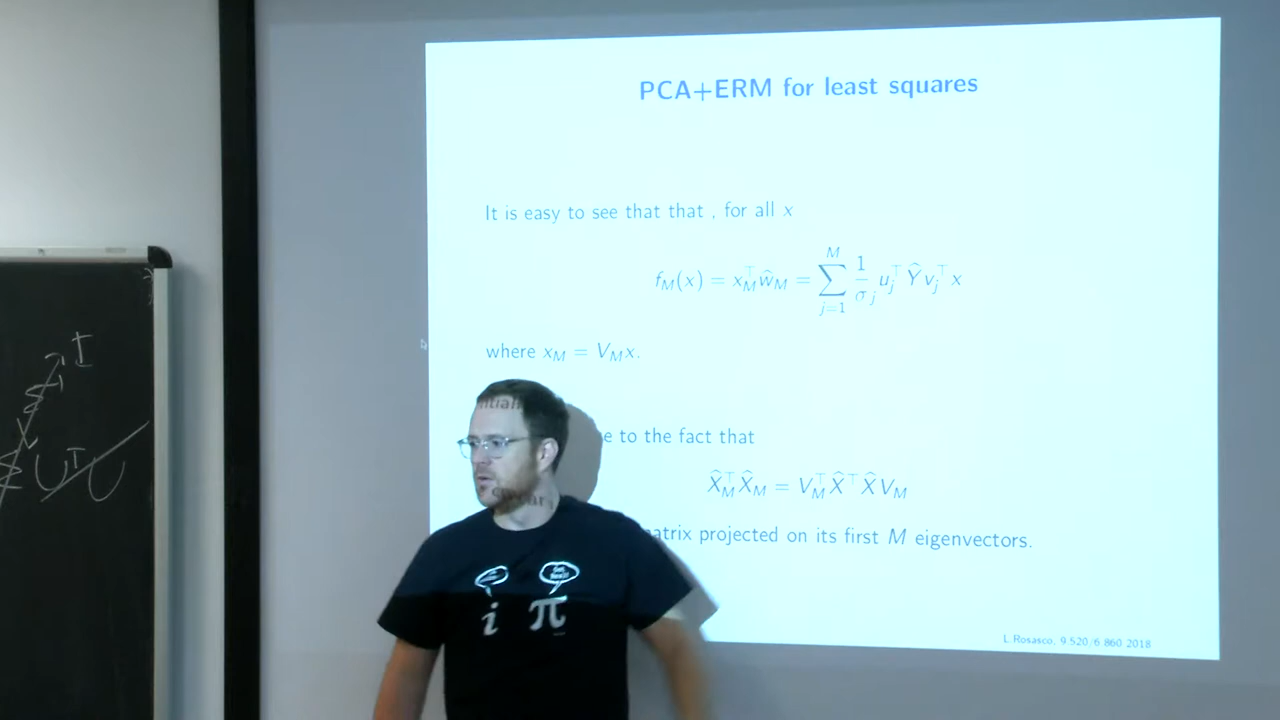 PCA+ERM for least squares
It is easy to see that that , for all x
f_M(x) = x_M^⊤ ŵ_M = ∑_{j=1}^{M} 1/σ_j u_j^⊤ Ŷ v_j^⊤ x
where x_M = V_M x.
e to the fact that
X̂_M^⊤ X̂_M = V_M^⊤ X̂^⊤ X̂ V_M
matrix projected on its first M eigenvectors.
L.Rosasco, 9.520/6.860 2018
I
U^T U
i π